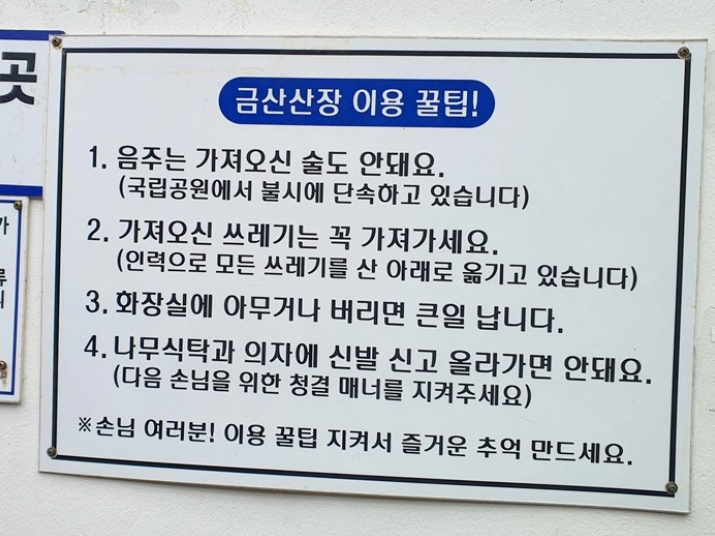 곳
금산산장 이용 꿀팁!
1. 음주는 가져오신 술도 안돼요.
(국립공원에서 불시에 단속하고 있습니다)
2. 가져오신 쓰레기는 꼭 가져가세요.
(인력으로 모든 쓰레기를 산 아래로 옮기고 있습니다)
3. 화장실에 아무거나 버리면 큰일 납니다.
4. 나무식탁과 의자에 신발 신고 올라가면 안돼요.
(다음 손님을 위한 청결 매너를 지켜주세요)
※손님 여러분! 이용 꿀팁 지켜서 즐거운 추억 만드세요.
가
류